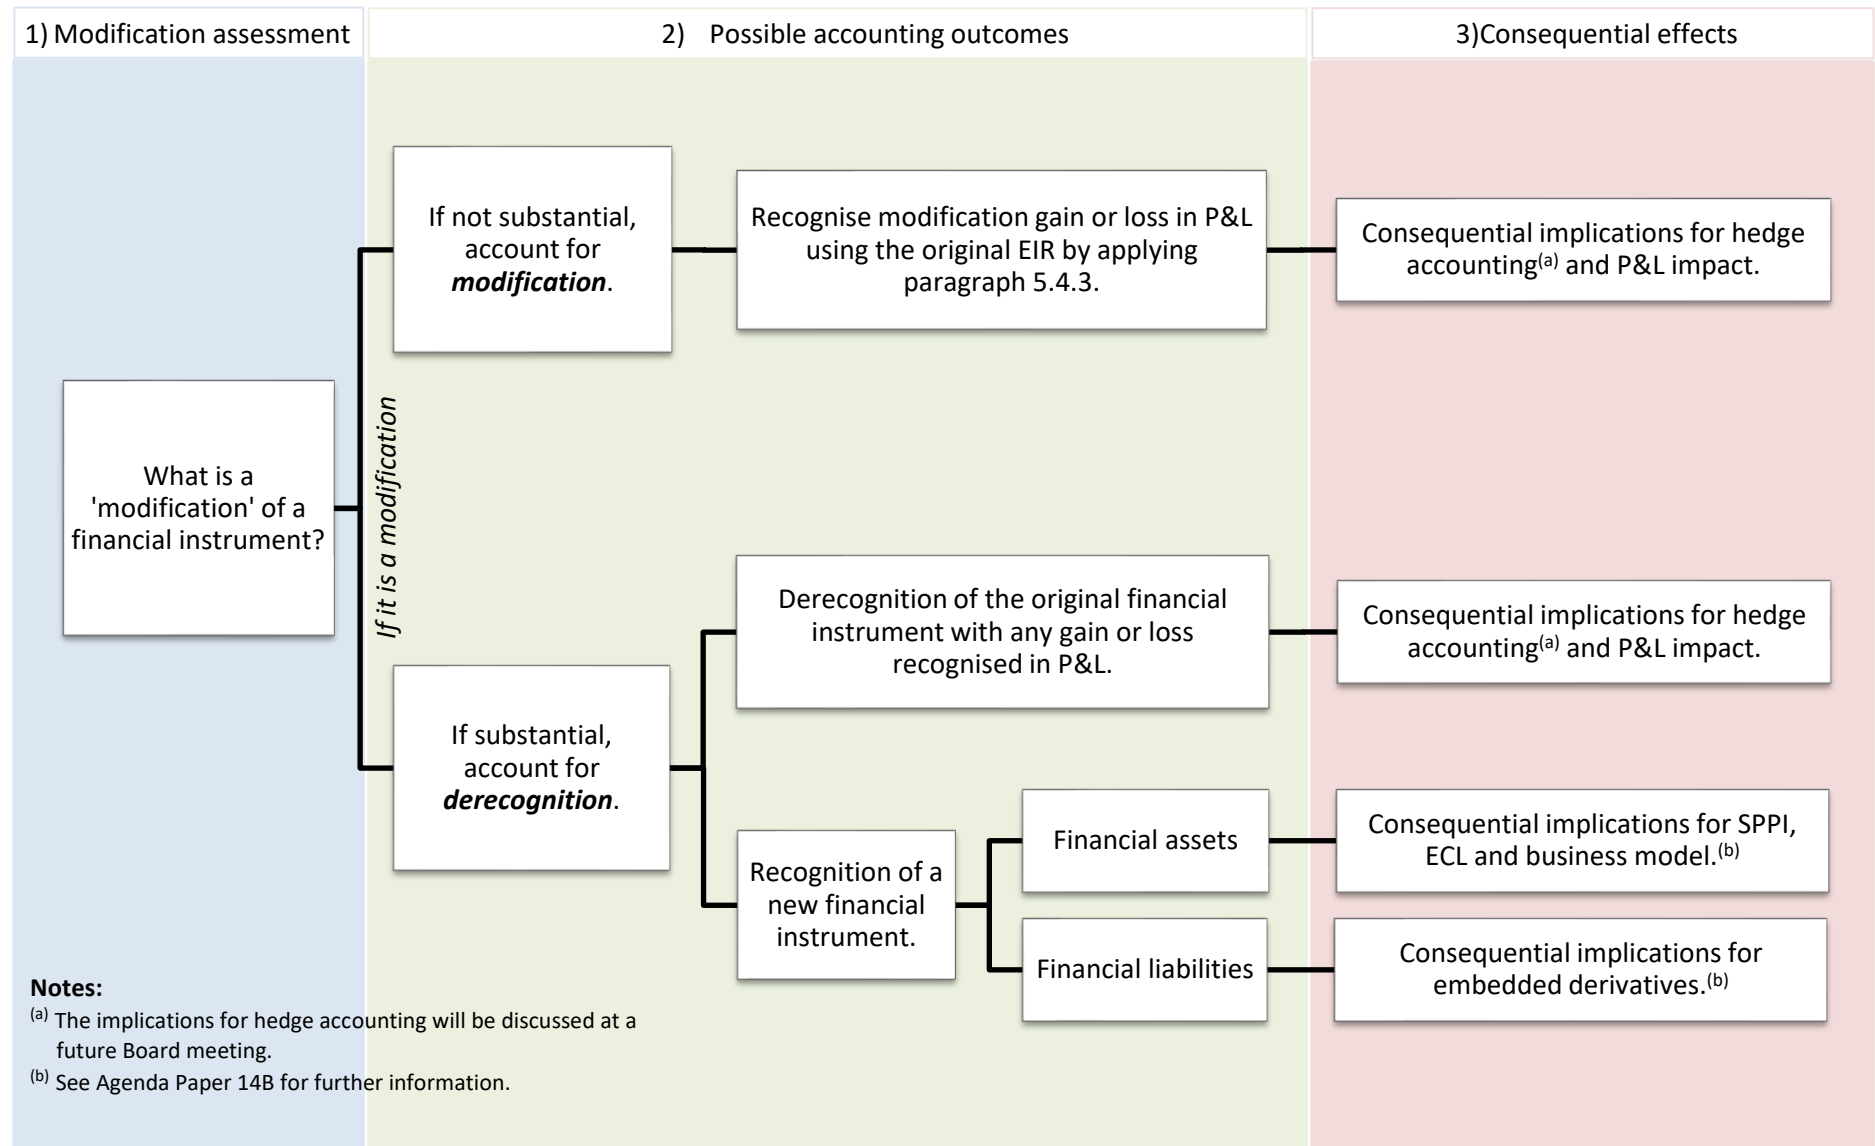 1) Modification assessment
2) Possible accounting outcomes
3)Consequential effects
What is a
'modification' of a
financial instrument?
If it is a modification
If not substantial,
account for
modification.
Recognise modification gain or loss in P&L
using the original EIR by applying
paragraph 5.4.3.
Consequential implications for hedge
accounting(a) and P&L impact.
If substantial,
account for
derecognition.
Derecognition of the original financial
instrument with any gain or loss
recognised in P&L.
Consequential implications for hedge
accounting(a) and P&L impact.
Recognition of a
new financial
instrument.
Financial assets
Consequential implications for SPPI,
ECL and business model.(b)
Financial liabilities
Consequential implications for
embedded derivatives.(b)
Notes:
(a) The implications for hedge accounting will be discussed at a
future Board meeting.
(b) See Agenda Paper 14B for further information.